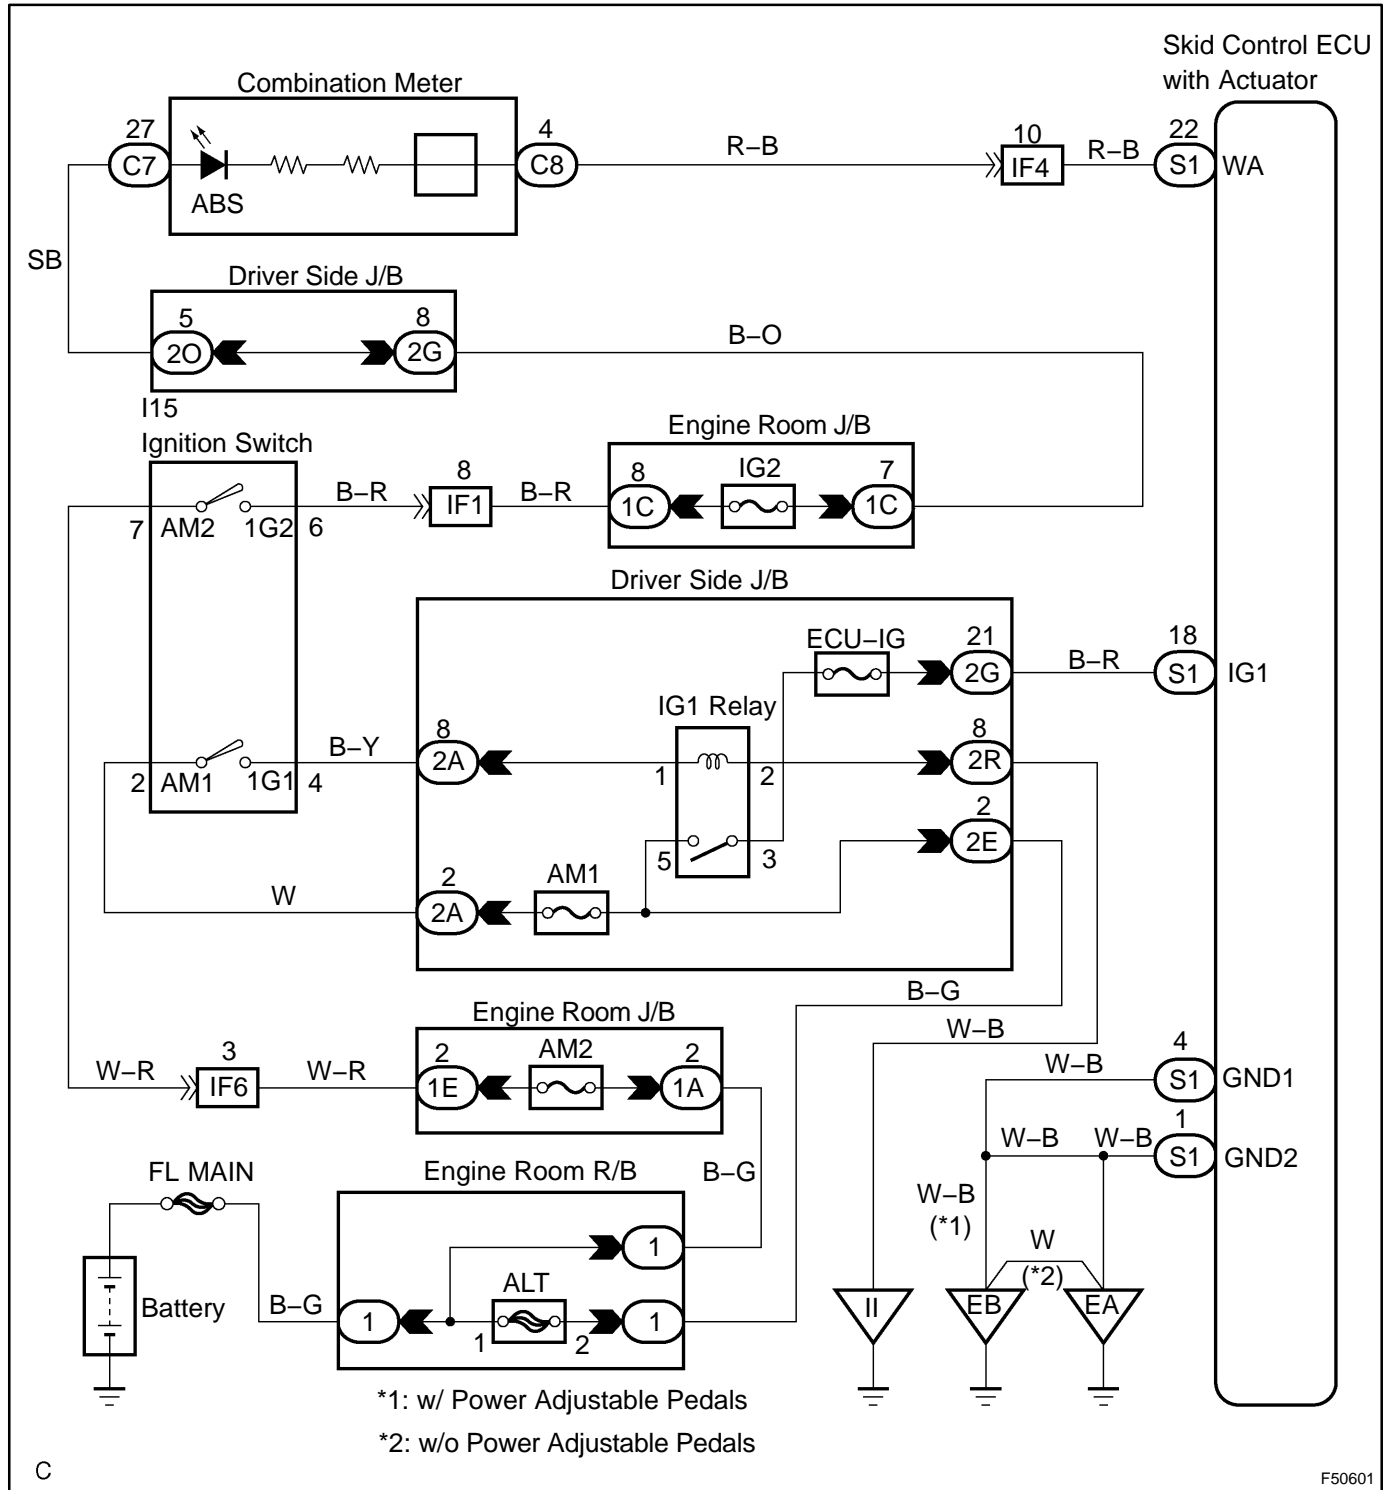 Skid Control ECU
with Actuator
Combination Meter
27
C7
ABS
4
C8
R–B
10
IF4
R–B
22
S1
WA
SB
Driver Side J/B
5
2O
8
2G
B–O
I15
Ignition Switch
Engine Room J/B
7
AM2
1G2
6
B–R
8
IF1
B–R
8
1C
IG2
7
1C
Driver Side J/B
ECU–IG
21
2G
B–R
18
S1
IG1
IG1 Relay
2
AM1
1G1
4
B–Y
8
2A
1
2
8
2R
5
3
2
2E
W
2
2A
AM1
B–G
W–B
Engine Room J/B
W–R
3
IF6
W–R
2
1E
AM2
2
1A
W–B
4
S1
GND1
W–B
W–B
1
S1
GND2
FL MAIN
Engine Room R/B
B–G
W–B
(*1)
W
(*2)
1
Battery
B–G
1
1
ALT
2
1
II
EB
EA
*1: w/ Power Adjustable Pedals
*2: w/o Power Adjustable Pedals
C
F50601